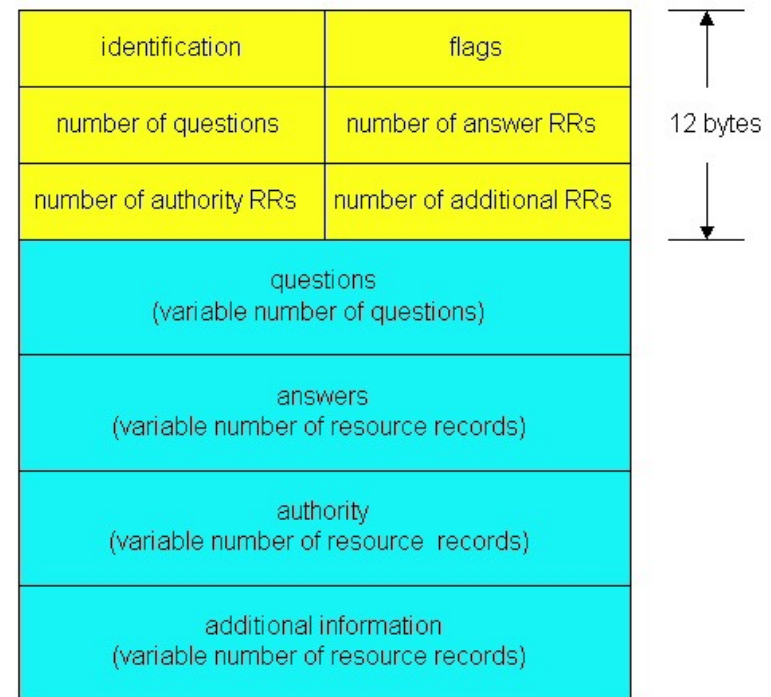 identification
flags
number of questions
number of answer RRs
12 bytes
number of authority RRs
number of additional RRs
questions
(variable number of questions)
answers
(variable number of resource records)
authority
(variable number of resource records)
additional information
(variable number of resource records)